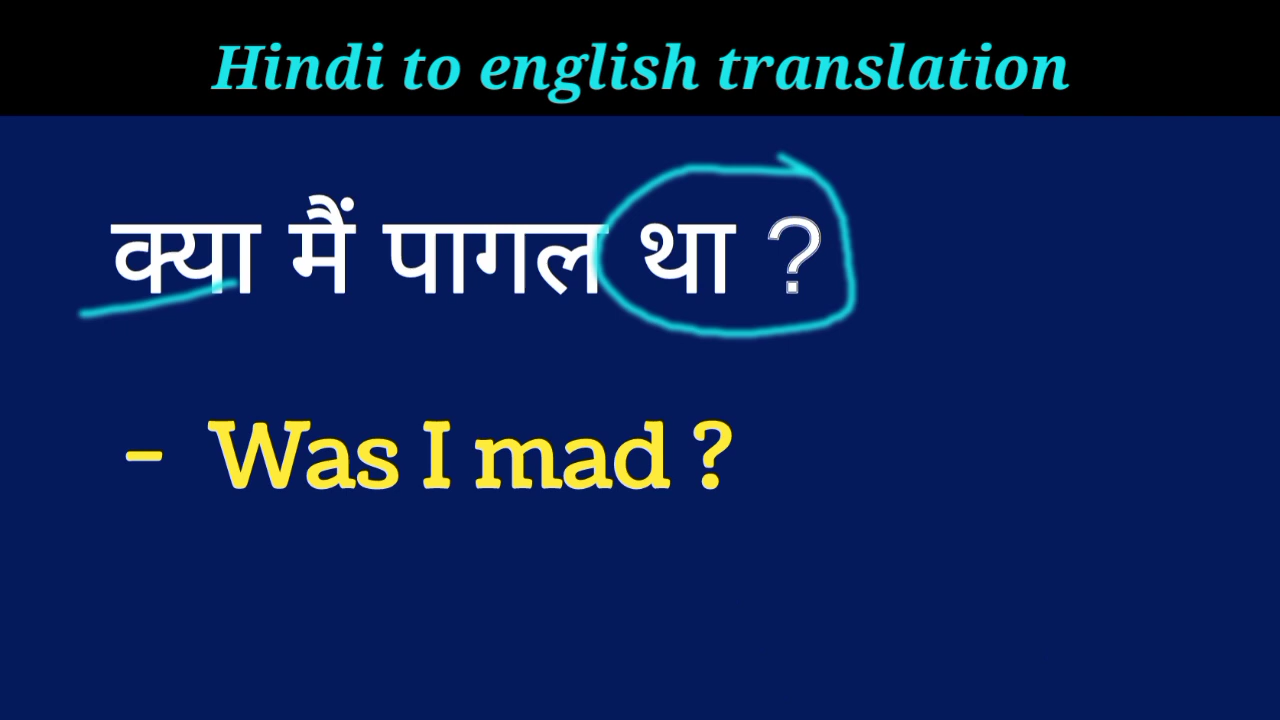 Hindi to english translation
क्या मैं पागल था ?
- Was I mad ?